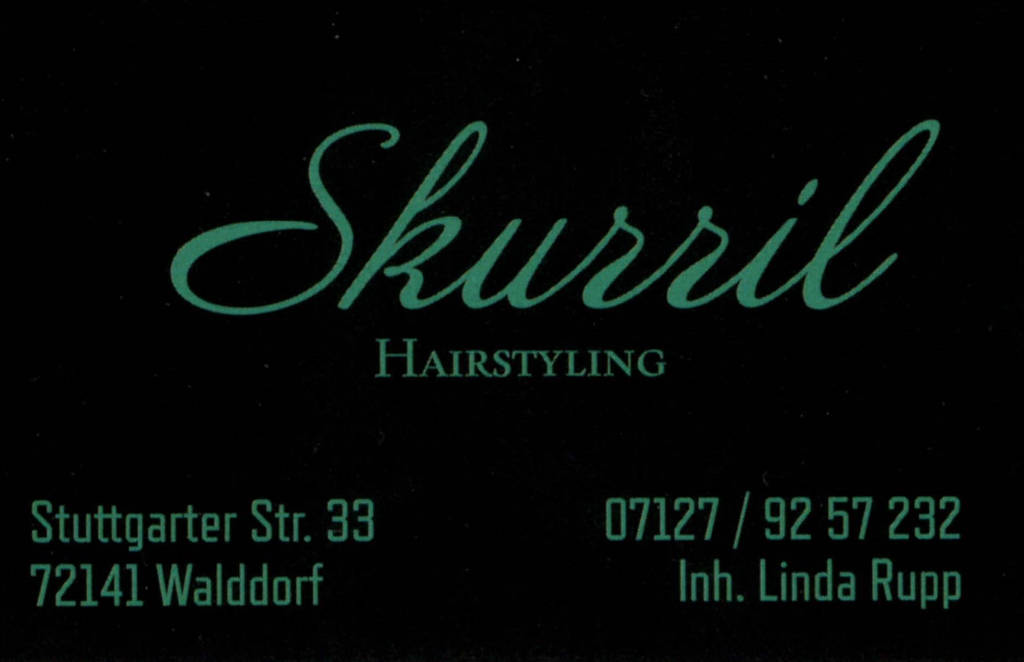 Skurril
HAIRSTYLING
Stuttgarter Str. 33
72141 Walddorf
07127 / 92 57 232
Inh. Linda Rupp